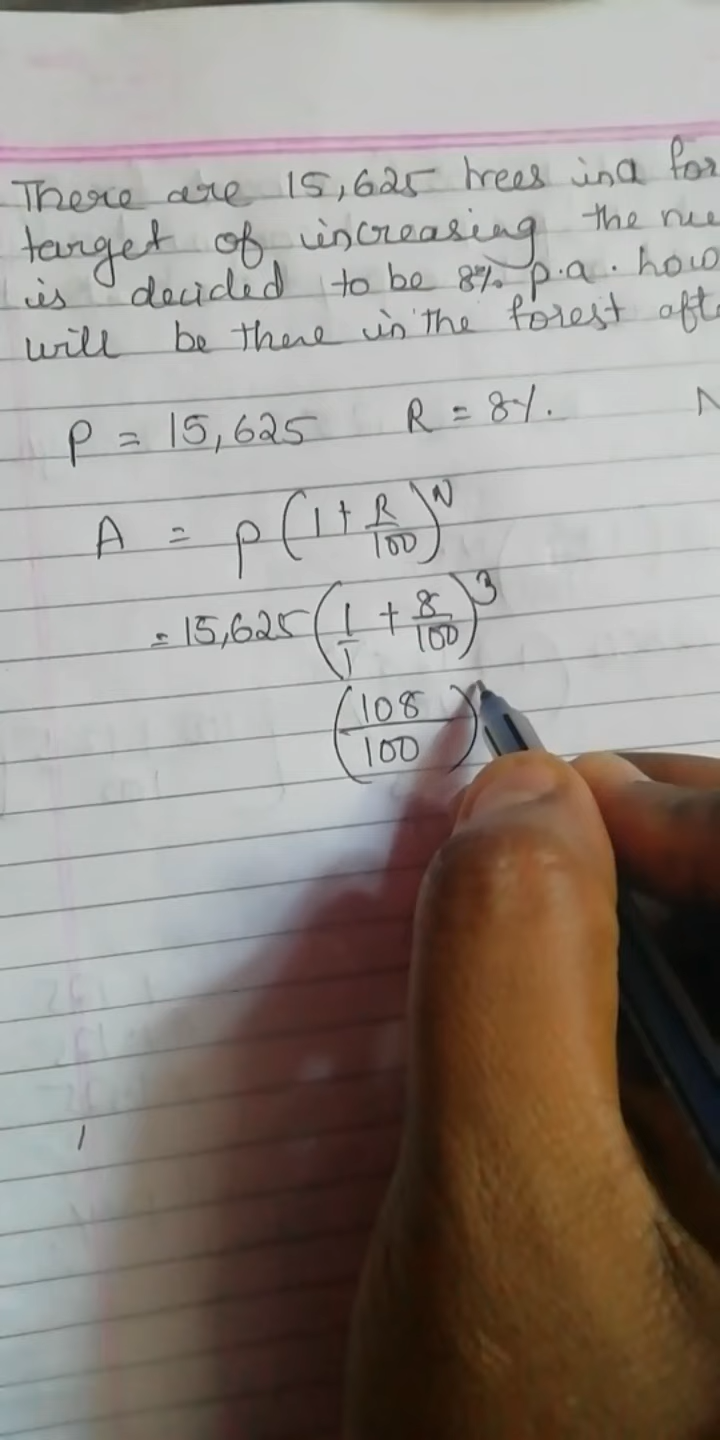 There are 15,625 trees in a for
target of increasing the nu
is decided to be 8% p.a. how
will be there in the forest aft
P = 15,625 R = 8%. N
A = P (1 + R/100)^N
= 15,625 (1/1 + 8/100)^3
(108/100)